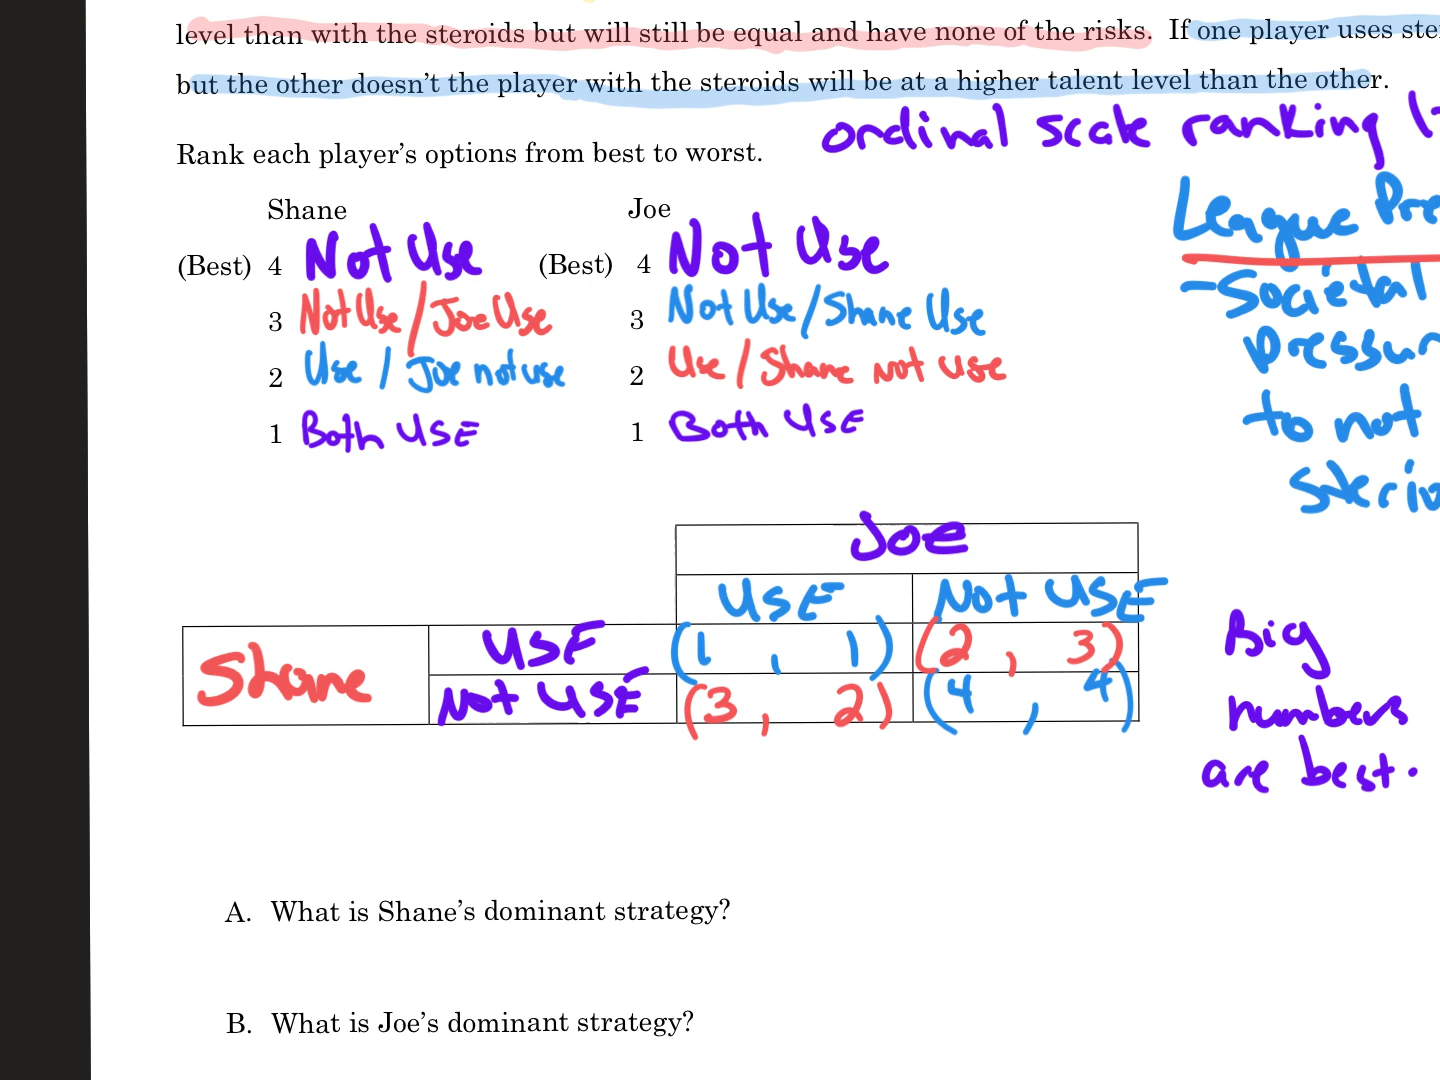 level than with the steroids but will still be equal and have none of the risks. If one player uses ste
but the other doesn't the player with the steroids will be at a higher talent level than the other.
ordinal scale ranking 1-
Rank each player's options from best to worst.
League Pre
Shane Joe
(Best) 4 Not Use (Best) 4 Not Use
-Societal
3 Not Use/Joe Use 3 Not Use/Shane Use
Pressur
2 Use / Joe not use 2 Use/Shane not use
to not
1 Both USE 1 Both USE
Joe
USE Not USE
Shane USE (1, 1) (2, 3)
Not USE (3, 2) (4, 4)
Big
numbers
are best.
A. What is Shane's dominant strategy?
B. What is Joe's dominant strategy?